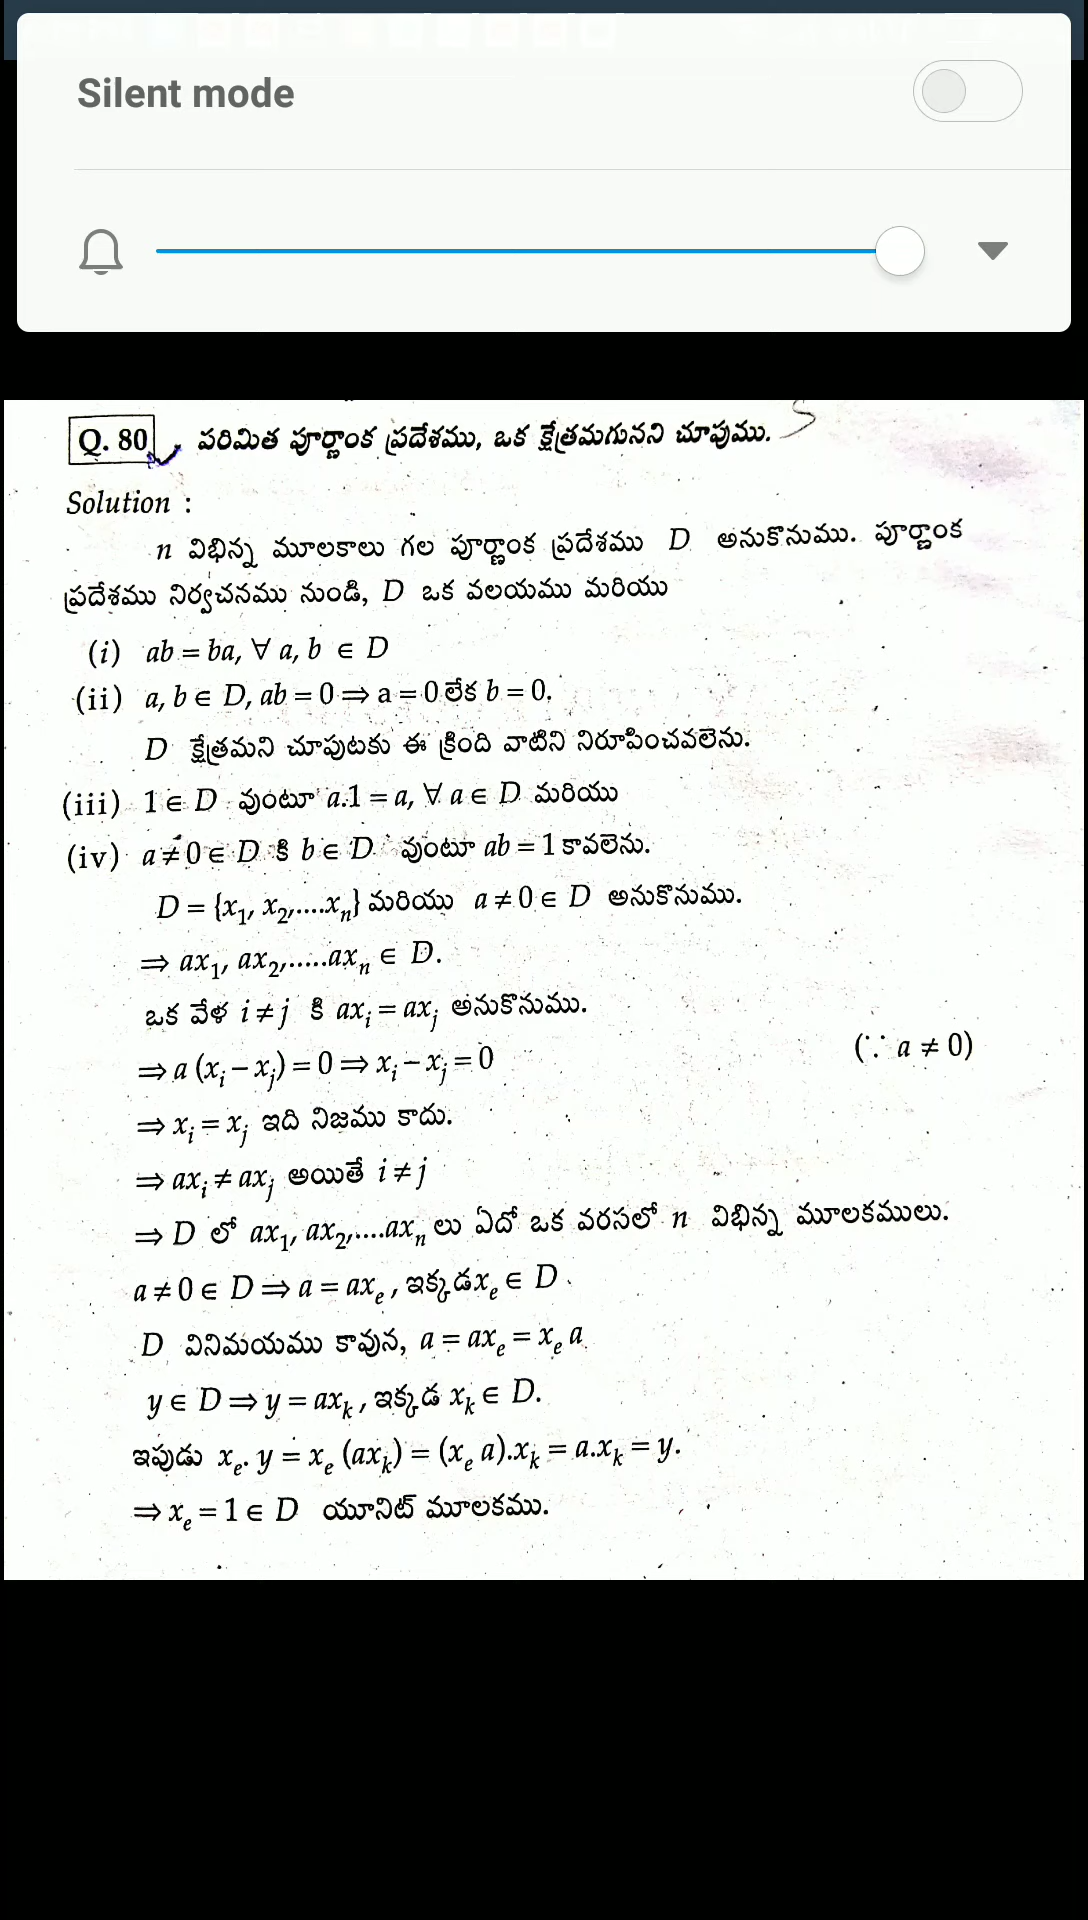 Silent mode
Q. 80 పరిమిత పూర్ణాంక ప్రదేశము, ఒక క్షేత్రమగునని చూపుము.
Solution :
n విభిన్న మూలకాలు గల పూర్ణాంక ప్రదేశము D అనుకొనుము. పూర్ణాంక
ప్రదేశము నిర్వచనము నుండి, D ఒక వలయము మరియు
(i) ab = ba, ∀ a, b ∈ D
(ii) a, b ∈ D, ab = 0 ⇒ a = 0 లేక b = 0.
D క్షేత్రమని చూపుటకు ఈ క్రింది వాటిని నిరూపించవలెను.
(iii) 1 ∈ D వుంటూ a.1 = a, ∀ a ∈ D మరియు
(iv) a ≠ 0 ∈ D కి b ∈ D వుంటూ ab = 1 కావలెను.
D = {x₁, x₂,....xₙ} మరియు a ≠ 0 ∈ D అనుకొనుము.
⇒ ax₁, ax₂,.....axₙ ∈ D.
ఒక వేళ i ≠ j కి axᵢ = axⱼ అనుకొనుము.
⇒ a (xᵢ – xⱼ) = 0 ⇒ xᵢ – xⱼ = 0 (∵ a ≠ 0)
⇒ xᵢ = xⱼ ఇది నిజము కాదు.
⇒ axᵢ ≠ axⱼ అయితే i ≠ j
⇒ D లో ax₁, ax₂,....axₙ లు ఏదో ఒక వరసలో n విభిన్న మూలకములు.
a ≠ 0 ∈ D ⇒ a = axₑ, ఇక్కడ xₑ ∈ D.
D వినిమయము కావున, a = axₑ = xₑ a
y ∈ D ⇒ y = axₖ, ఇక్కడ xₖ ∈ D.
ఇపుడు xₑ. y = xₑ (axₖ) = (xₑ a).xₖ = a.xₖ = y.
⇒ xₑ = 1 ∈ D యూనిట్ మూలకము.